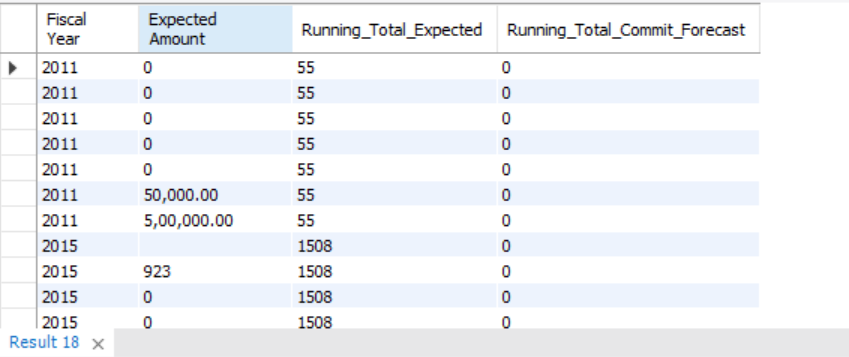 Fiscal Year Expected Amount Running_Total_Expected Running_Total_Commit_Forecast
2011 0 55 0
2011 0 55 0
2011 0 55 0
2011 0 55 0
2011 0 55 0
2011 50,000.00 55 0
2011 5,00,000.00 55 0
2015 1508 0
2015 923 1508 0
2015 0 1508 0
2015 0 1508 0
Result 18 ×